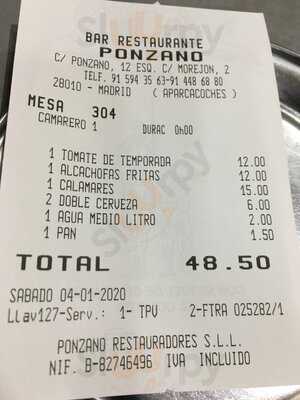 BAR RESTAURANTE
PONZANO
C/ PONZANO, 12 ESQ. C/ MOREJON, 2
TELF. 91 594 35 63-91 448 68 80
28010 - MADRID ( APARCACOCHES )
MESA 304
CAMARERO 1 DURAC 0h00
1 TOMATE DE TEMPORADA 12.00
1 ALCACHOFAS FRITAS 12.00
1 CALAMARES 15.00
2 DOBLE CERVEZA 6.00
1 AGUA MEDIO LITRO 2.00
1 PAN 1.50
TOTAL 48.50
SABADO 04-01-2020
LLav127-Serv.: 1- TPV 2-FTRA 025282/1
PONZANO RESTAURADORES S.L.L.
NIF. B-82746496 IVA INCLUIDO